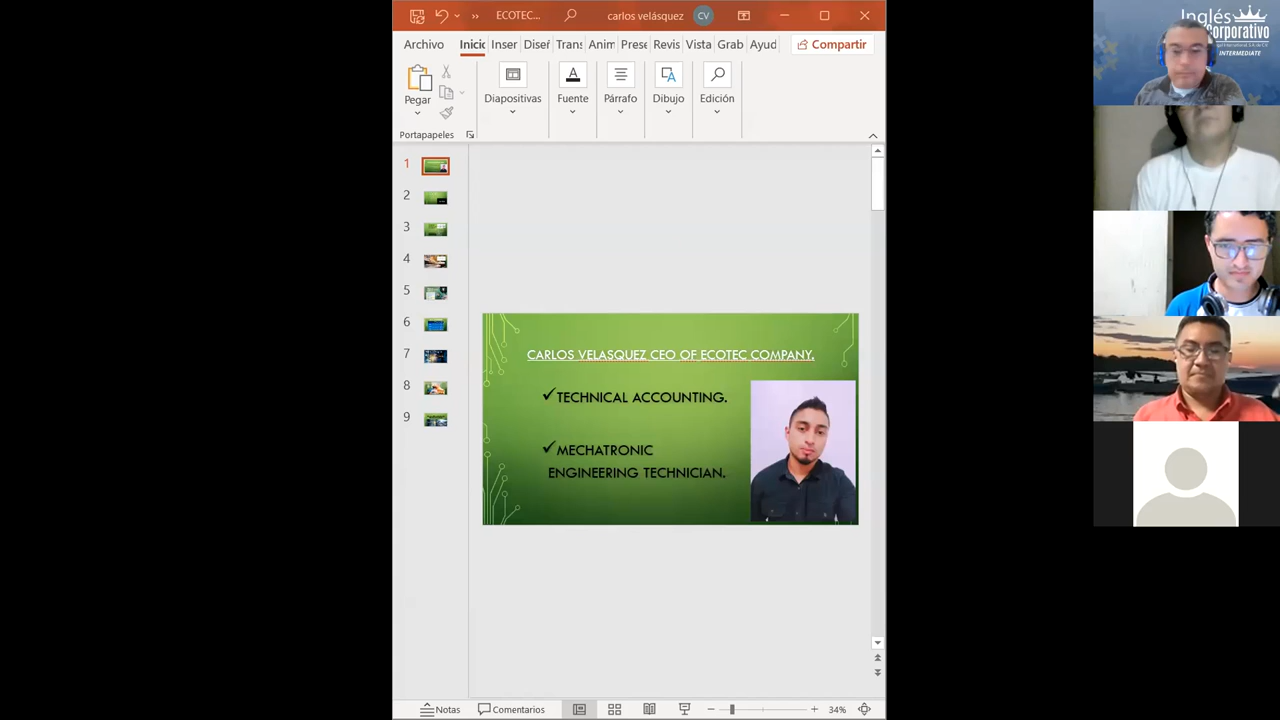 ECOTEC...
carlos velásquez
CV
Archivo
Inicio
Inser
Diseñ
Trans
Anim
Prese
Revis
Vista
Grab
Ayud
Compartir
Pegar
Diapositivas
Fuente
Párrafo
Dibujo
Edición
Portapapeles
1
2
3
4
5
6
7
8
9
CARLOS VELASQUEZ CEO OF ECOTEC COMPANY.
✓TECHNICAL ACCOUNTING.
✓MECHATRONIC
ENGINEERING TECHNICIAN.
Notas
Comentarios
34%
Inglés
Corporativo
INTERMEDIATE